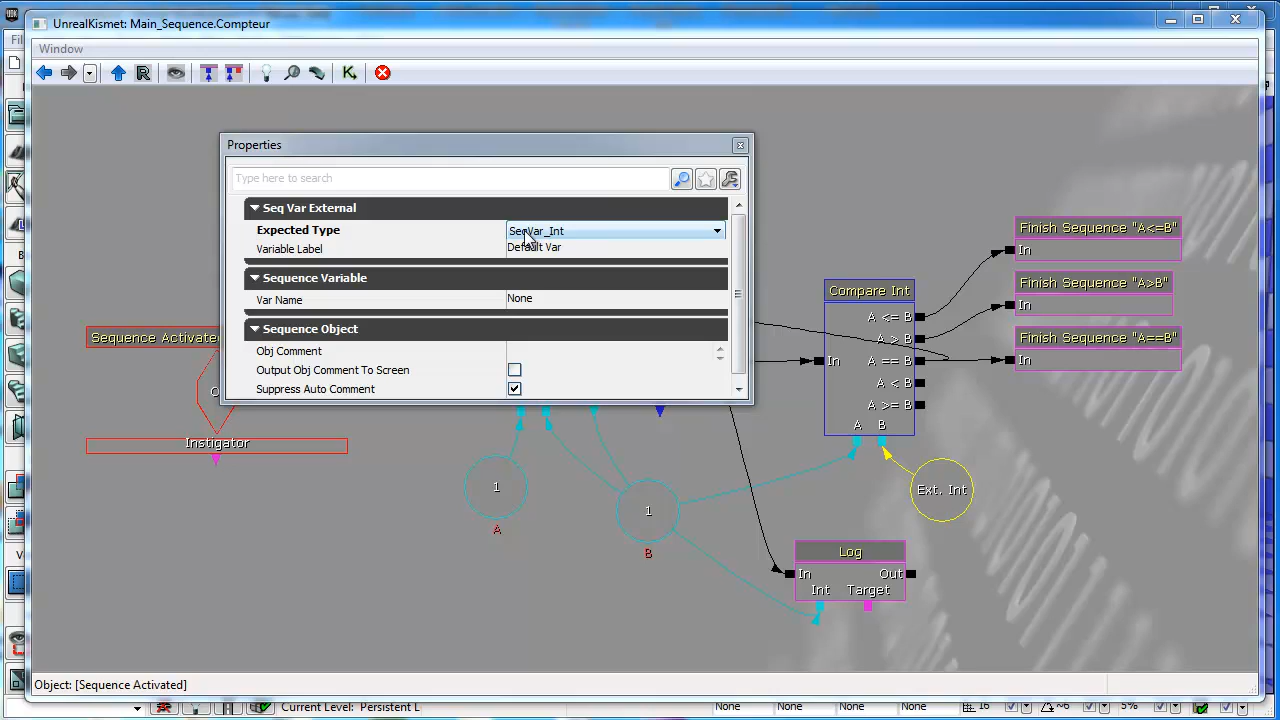 UnrealKismet: Main_Sequence.Compteur
Window
Properties
Type here to search
Seq Var External
Expected Type
SeqVar_Int
Variable Label
Default Var
Sequence Variable
Var Name
None
Sequence Object
Obj Comment
Output Obj Comment To Screen
Suppress Auto Comment
Sequence Activated
Instigator
1
A
1
B
Compare Int
A <= B
A > B
In
A == B
A < B
A >= B
A B
Ext. Int
Finish Sequence "A<=B"
In
Finish Sequence "A>B"
In
Finish Sequence "A==B"
In
Log
In Out
Int Target
Object: [Sequence Activated]
Current Level: Persistent L
None None None None
16
6
5%